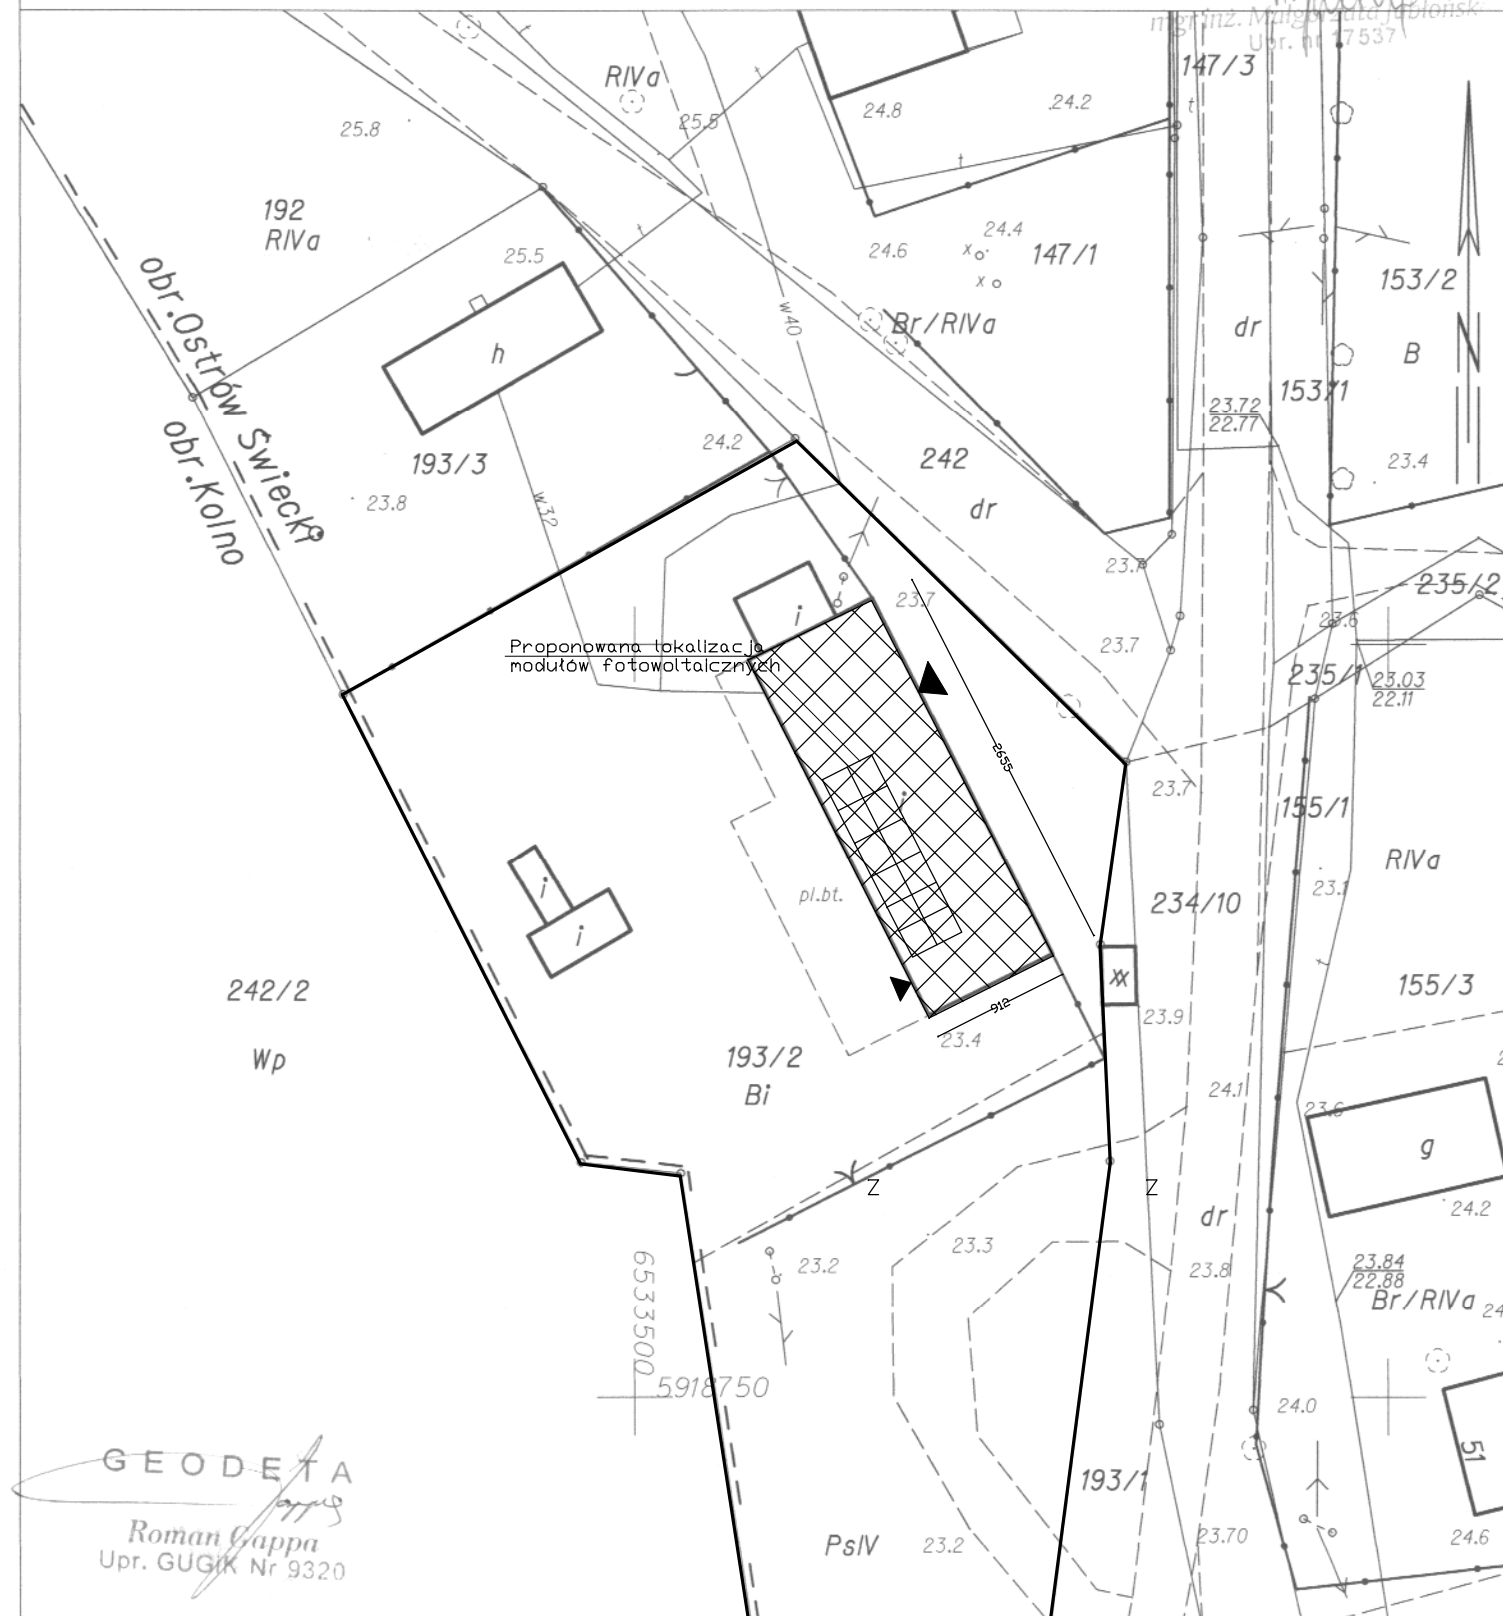 mgr inż. Małgorzata Jabłońsk
Upr. nr 17537
147/3
RIVa
25.8
25.5
24.8
24.2
t
t
t
t
t
192
RIVa
25.5
24.6
24.4
x
x
147/1
153/2
obr.Ostrów Świecki
obr.Kolno
w40
Br/RIVa
dr
B
N
h
153/1
23.72
22.77
193/3
24.2
242
23.4
23.8
w32
dr
23.7
235/2
23.7
i
23.6
23.7
Proponowana lokalizacja
modułów fotowoltaicznych
235/1
23.03
22.11
2655
23.7
155/1
i
RIVa
23.1
i
pl.bt.
234/10
i
t
242/2
xx
155/3
912
23.9
23.4
193/2
Wp
24.1
Bi
23.6
g
Z
Z
24.2
dr
23.3
23.2
23.8
23.84
22.88
Br/RIVa
24
6533500
5918750
24.0
51
GEODETA
193/1
Roman Gappa
Upr. GUGiK Nr 9320
PsIV
23.2
23.70
24.6